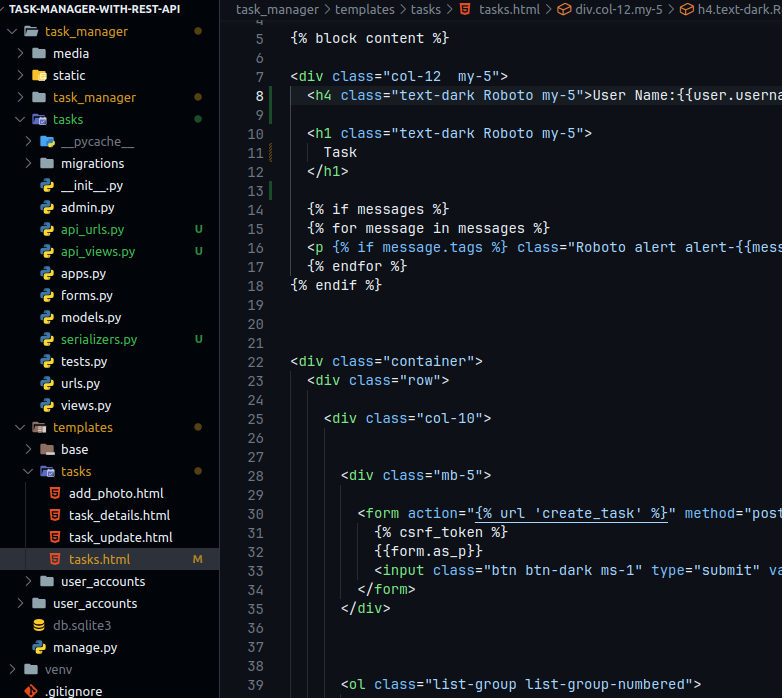 TASK-MANAGER-WITH-REST-API
task_manager
media
static
task_manager
tasks
__pycache__
migrations
__init__.py
admin.py
api_urls.py U
api_views.py U
apps.py
forms.py
models.py
serializers.py U
tests.py
urls.py
views.py
templates
base
tasks
add_photo.html
task_details.html
task_update.html
tasks.html M
user_accounts
user_accounts
db.sqlite3
manage.py
venv
.gitignore
task_manager > templates > tasks > tasks.html > div.col-12.my-5 > h4.text-dark.R
4
5 {% block content %}
6
7 <div class="col-12  my-5">
8 <h4 class="text-dark Roboto my-5">User Name:{{user.userna
9
10 <h1 class="text-dark Roboto my-5">
11 Task
12 </h1>
13
14 {% if messages %}
15 {% for message in messages %}
16 <p {% if message.tags %} class="Roboto alert alert-{{mess
17 {% endfor %}
18 {% endif %}
19
20
21
22 <div class="container">
23 <div class="row">
24
25 <div class="col-10">
26
27
28 <div class="mb-5">
29
30 <form action="{% url 'create_task' %}" method="post
31 {% csrf_token %}
32 {{form.as_p}}
33 <input class="btn btn-dark ms-1" type="submit" va
34 </form>
35 </div>
36
37
38
39 <ol class="list-group list-group-numbered">